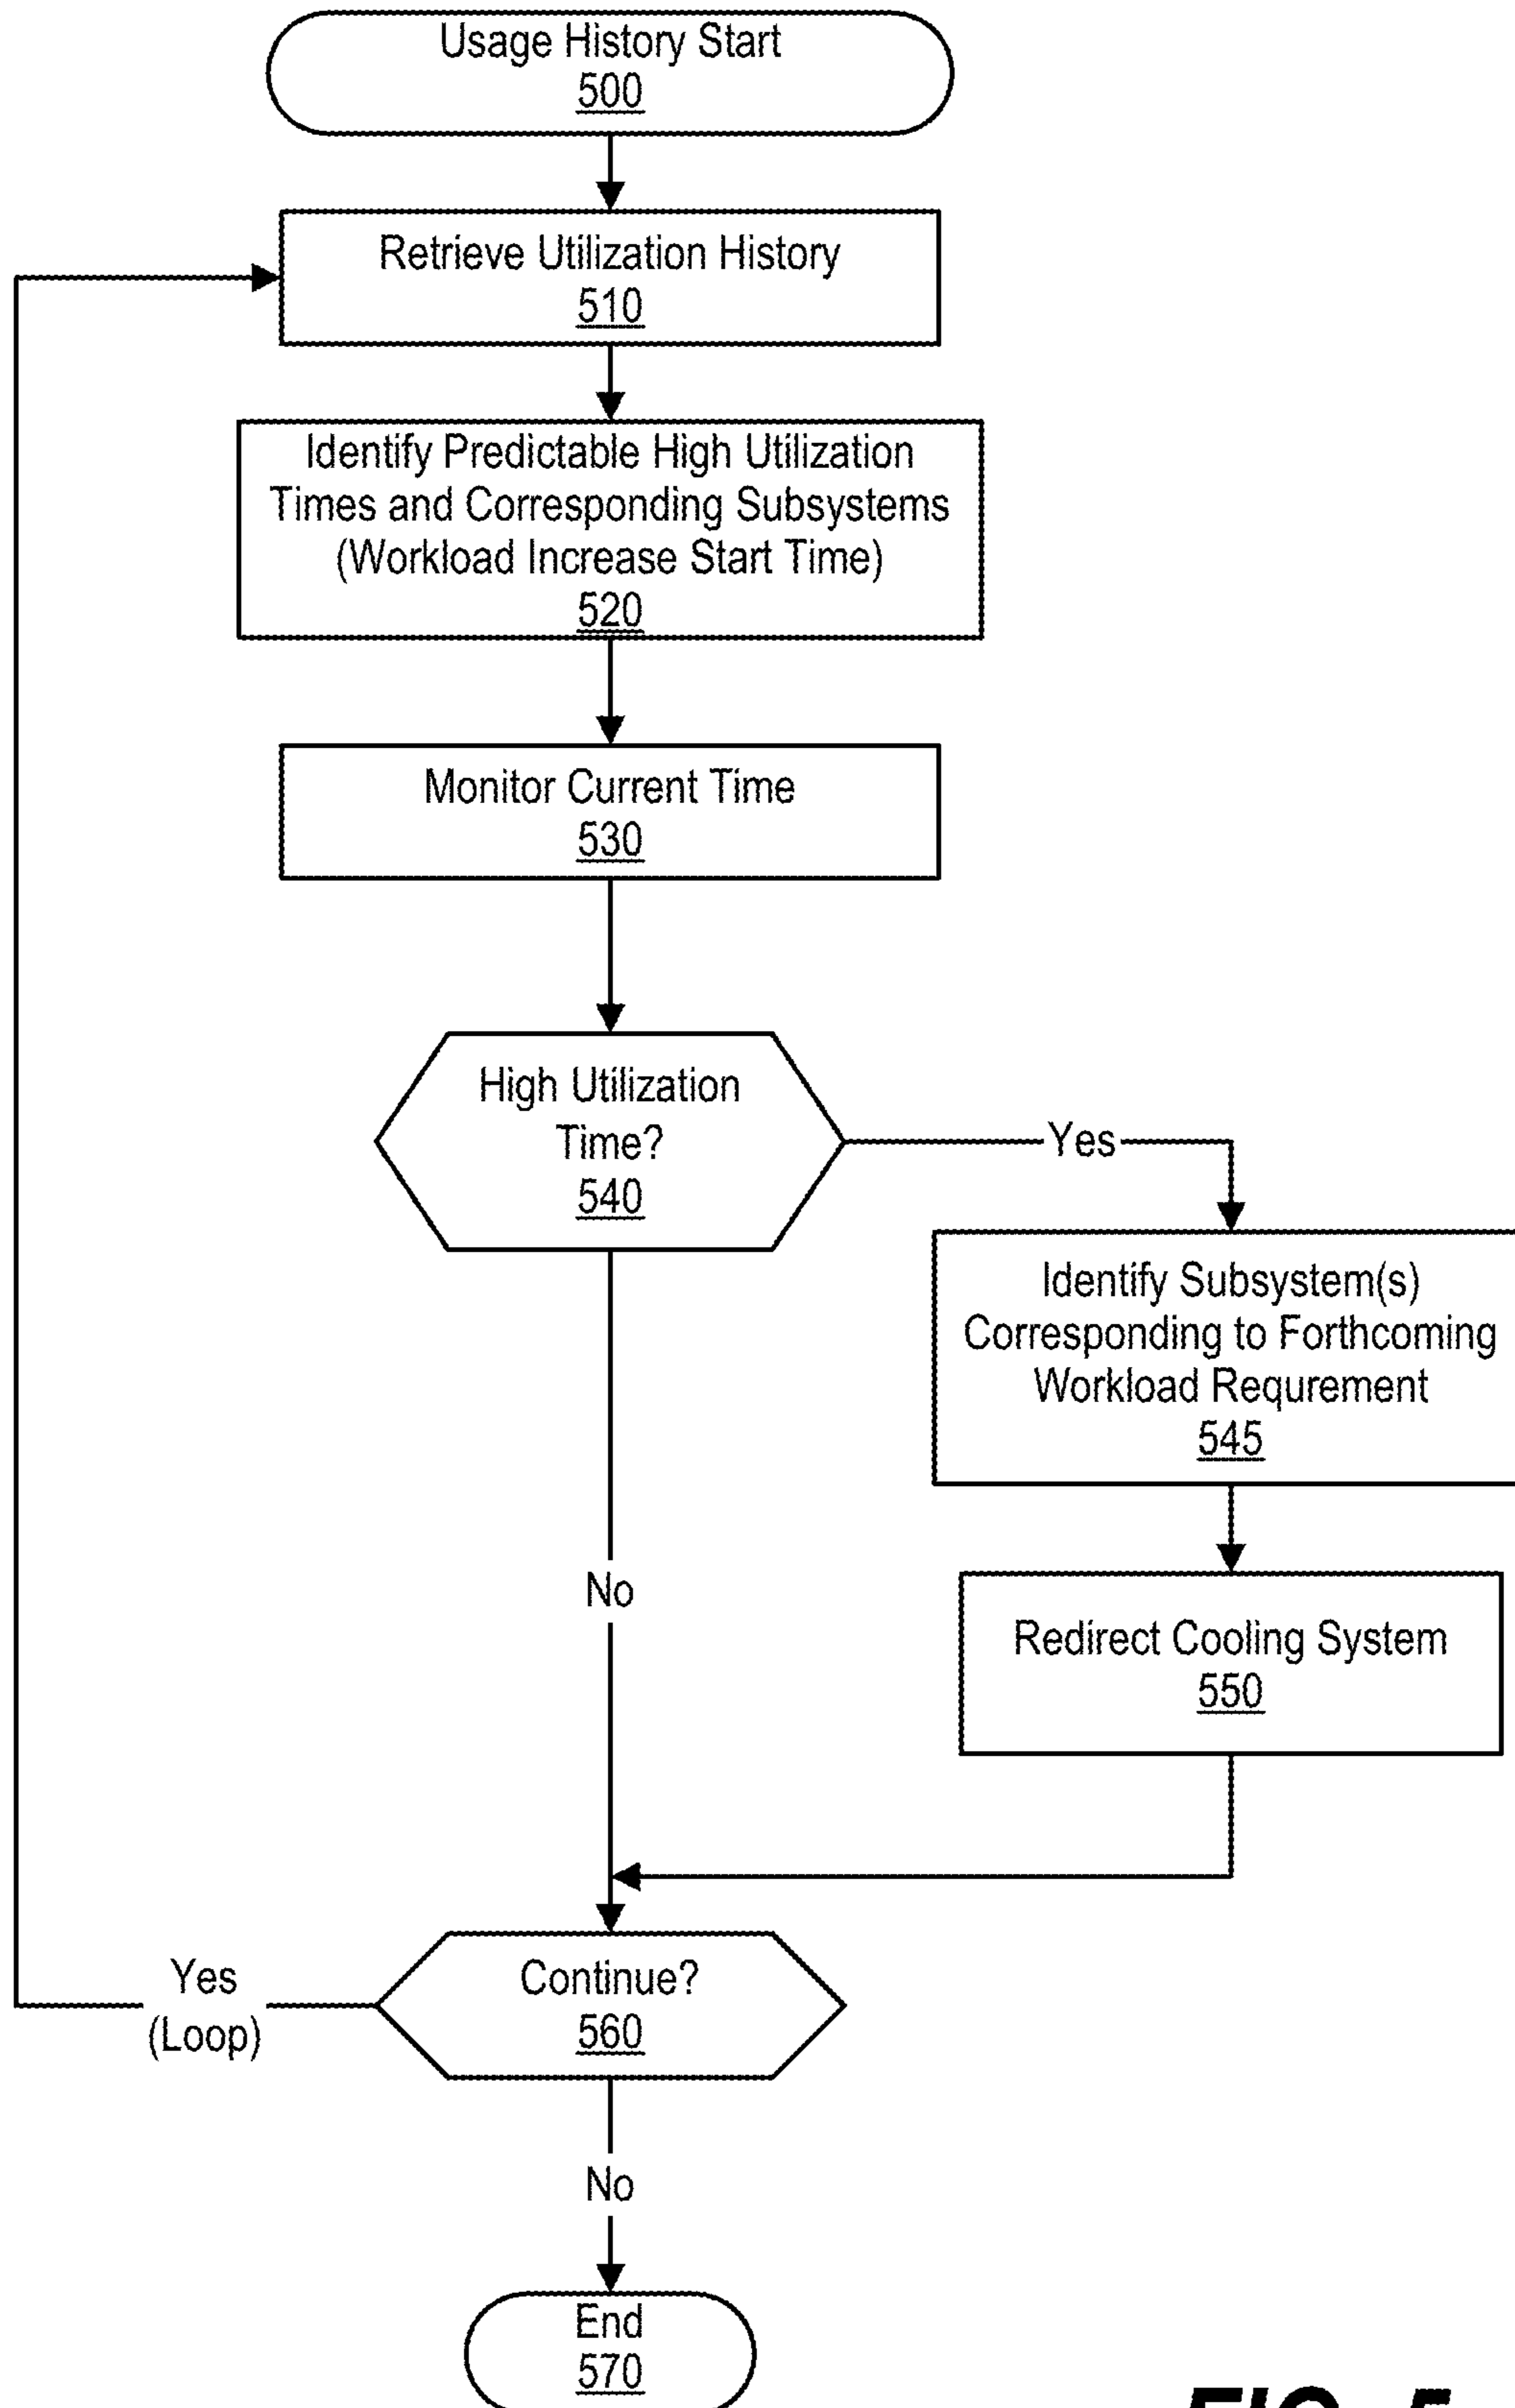 Usage History Start
500
Retrieve Utilization History
510
Identify Predictable High Utilization
Times and Corresponding Subsystems
(Workload Increase Start Time)
520
Monitor Current Time
530
High Utilization
Time?
540
Yes
Identify Subsystem(s)
Corresponding to Forthcoming
Workload Requrement
545
No
Redirect Cooling System
550
Yes
(Loop)
Continue?
560
No
End
570
FIG. 5